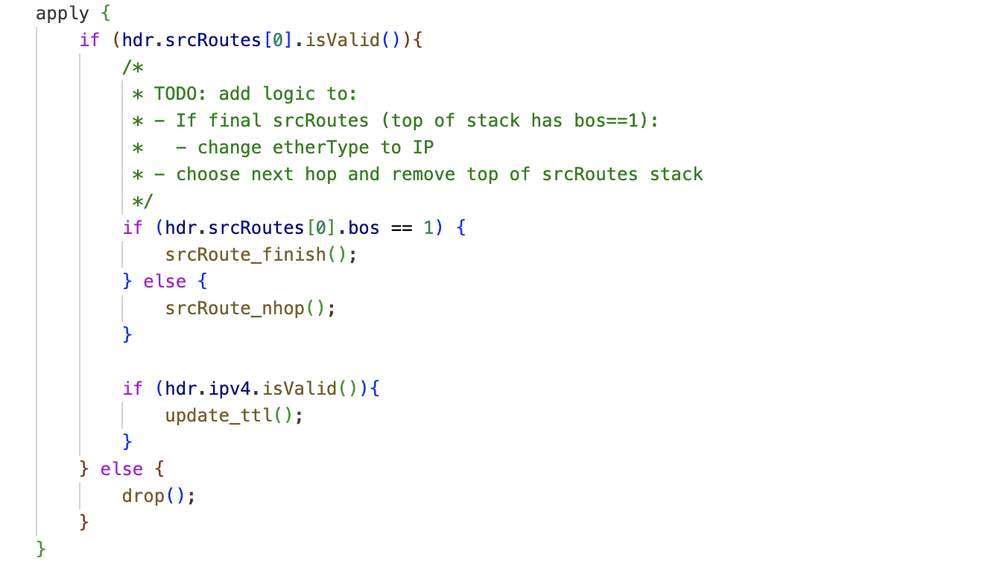 apply {
if (hdr.srcRoutes[0].isValid()){
/*
* TODO: add logic to:
* - If final srcRoutes (top of stack has bos==1):
*   - change etherType to IP
* - choose next hop and remove top of srcRoutes stack
*/
if (hdr.srcRoutes[0].bos == 1) {
srcRoute_finish();
} else {
srcRoute_nhop();
}
if (hdr.ipv4.isValid()){
update_ttl();
}
} else {
drop();
}
}